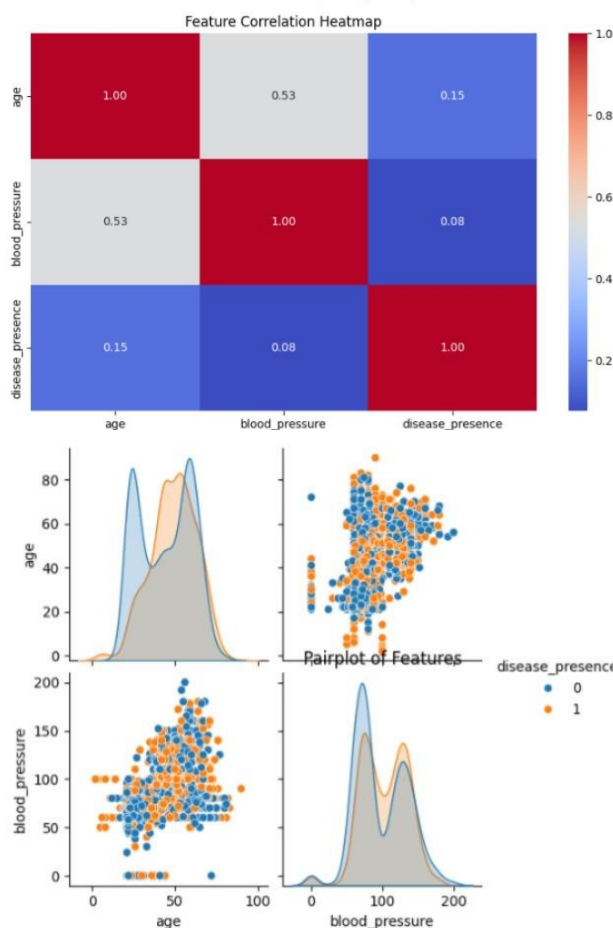 Feature Correlation Heatmap
1.0
age
1.00
0.53
0.15
0.8
blood_pressure
0.53
1.00
0.08
0.6
0.4
disease_presence
0.15
0.08
1.00
0.2
age
blood_pressure
disease_presence
80
60
age
40
20
0
Pairplot of Features
disease_presence
0
1
200
150
blood_pressure
100
50
0
0
50
100
age
0
100
200
blood_pressure